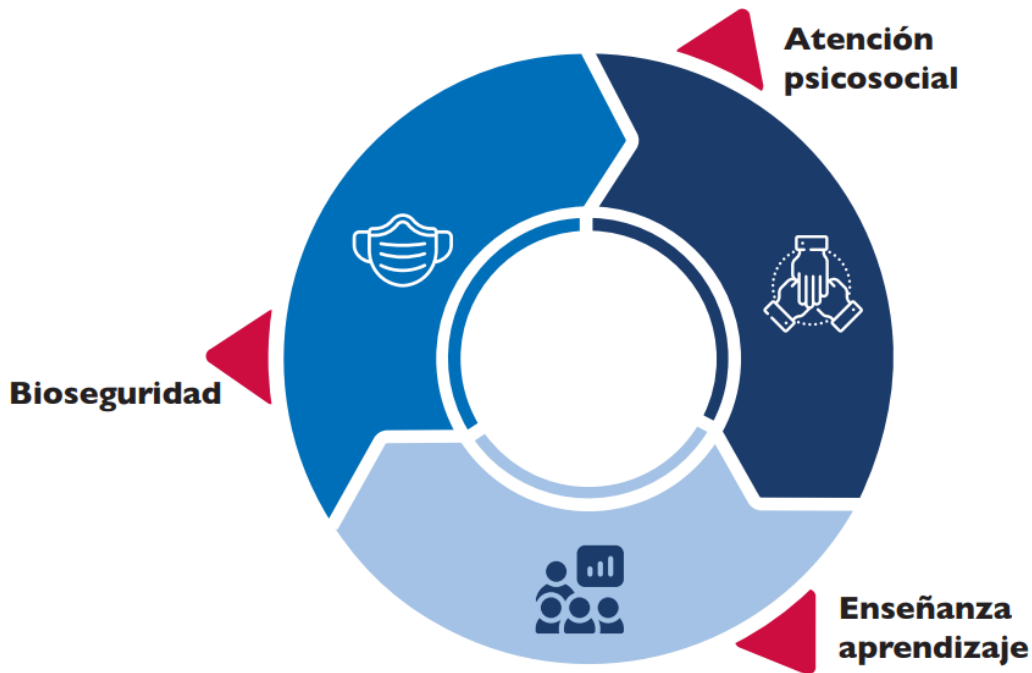 Atención
psicosocial
Bioseguridad
Enseñanza
aprendizaje